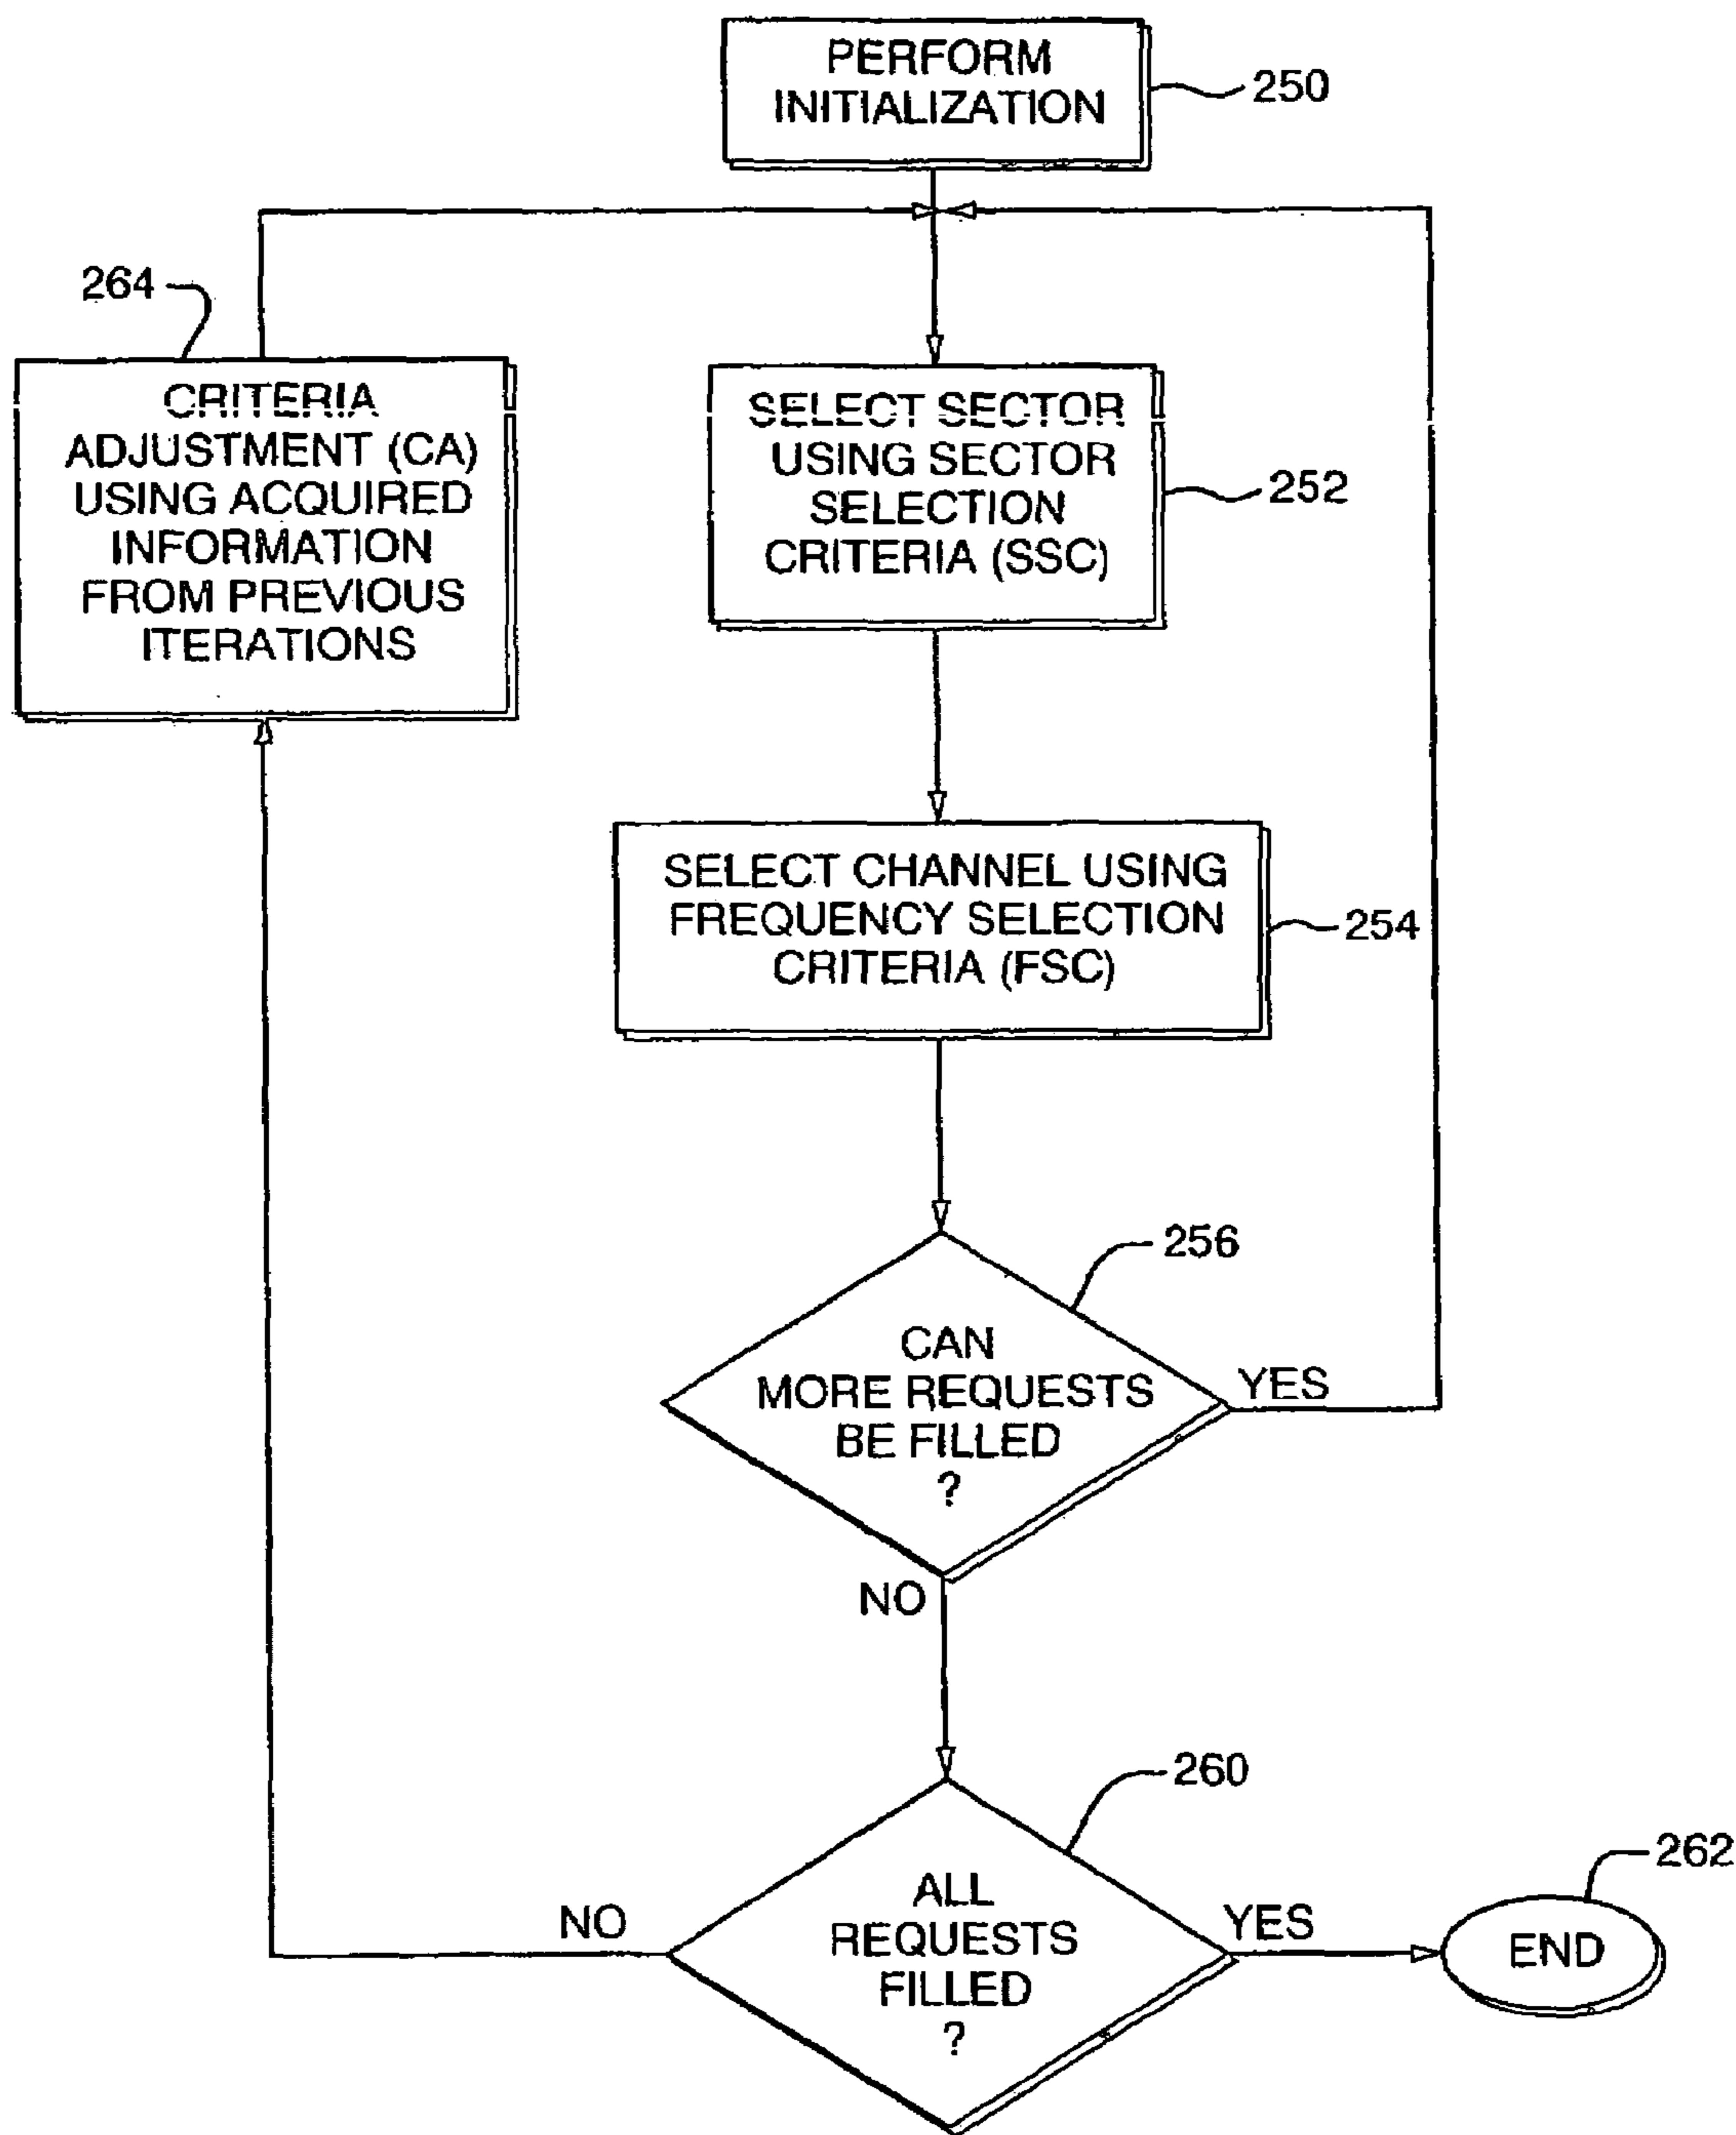 PERFORM
INITIALIZATION
250
264
CRITERIA
ADJUSTMENT (CA)
USING ACQUIRED
INFORMATION
FROM PREVIOUS
ITERATIONS
SELECT SECTOR
USING SECTOR
SELECTION
CRITERIA (SSC)
252
SELECT CHANNEL USING
FREQUENCY SELECTION
CRITERIA (FSC)
254
256
CAN
MORE REQUESTS
BE FILLED
?
YES
NO
260
ALL
REQUESTS
FILLED
?
NO
YES
262
END